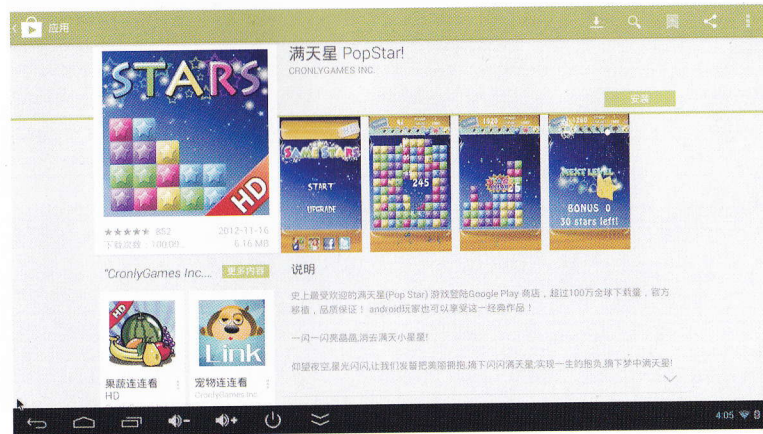 应用
满天星 PopStar!
CRONLYGAMES INC.
安装
STARS
HD
SAME STARS
START
UPGRADE
245
1520
1260
NEXT LEVEL
BONUS 0
30 stars left!
852
2012-11-16
下载次数：100,00...
6.16 MB
"CronlyGames Inc....
更多内容
说明
史上最受欢迎的满天星(Pop Star) 游戏登陆Google Play 商店，超过100万全球下载量，官方
移植，品质保证！ android玩家也可以享受这一经典作品！
一闪一闪亮晶晶,消去满天小星星!
仰望夜空,星光闪闪,让我们发誓把美丽拥抱,摘下闪闪满天星;实现一生的抱负,摘下梦中满天星!
HD
Link
果蔬连连看
HD
宠物连连看
CronlyGames Inc.
4:05